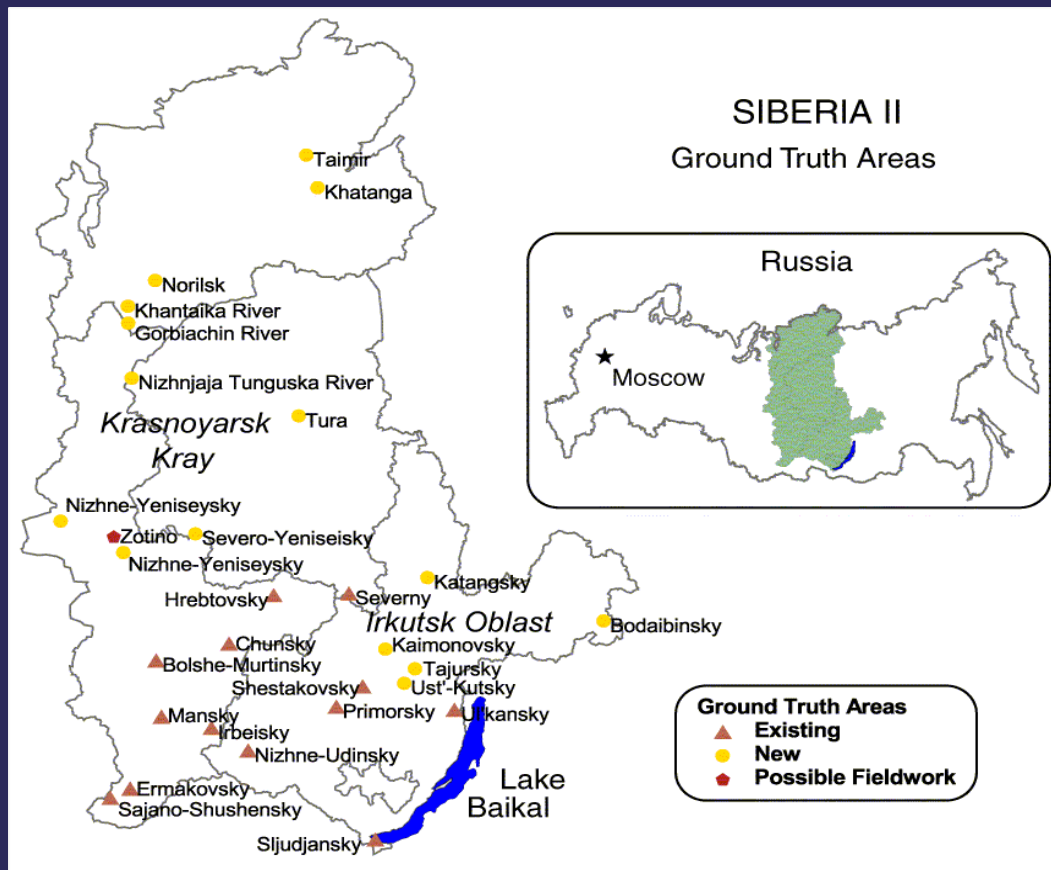 SIBERIA II
Ground Truth Areas
Taimir
Khatanga
Russia
Moscow
Norilsk
Khantaika River
Gorbiachin River
Nizhnjaja Tunguska River
Tura
Krasnoyarsk
Kray
Nizhne-Yeniseysky
Zotino
Severo-Yeniseisky
Nizhne-Yeniseysky
Katangsky
Hrebtovsky
Severny
Irkutsk Oblast
Bodaibinsky
Chunsky
Kaimonovsky
Bolshe-Murtinsky
Tajursky
Shestakovsky
Ust'-Kutsky
Primorsky
Ul'kansky
Mansky
Irbeisky
Nizhne-Udinsky
Ermakovsky
Sajano-Shushensky
Lake
Baikal
Sljudjansky
Ground Truth Areas
Existing
New
Possible Fieldwork